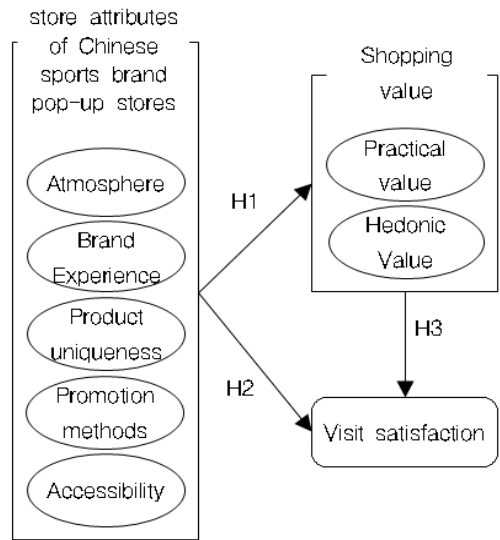 store attributes
of Chinese
sports brand
pop-up stores
Atmosphere
Brand
Experience
Product
uniqueness
Promotion
methods
Accessibility
H1
H2
Shopping
value
Practical
value
Hedonic
Value
H3
Visit satisfaction